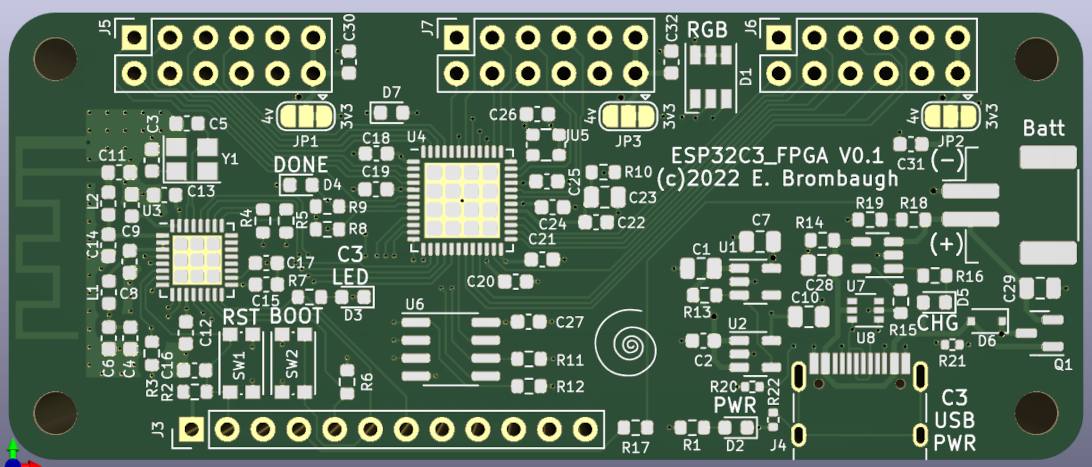 J5
C30
J7
C32
RGB
D1
J6
4v
JP1
3v3
D7
C26
U5
4v
JP3
3v3
4v
JP2
3v3
Batt
C3
C5
Y1
C11
C18
U4
C19
R10
C25
C23
C24
C22
ESP32C3_FPGA V0.1
(c)2022 E. Brombaugh
C31
(-)
(+)
DONE
D4
C13
L2
U3
C9
C14
R4
R5
R9
R8
C21
C20
R19
R18
C7
R14
C1
U1
C28
U7
R16
L1
C8
C17
C15
R7
C3
LED
D3
R13
C10
U8
R15
D5
CHG
C29
D6
Q1
R21
C6
C4
R3
C16
R2
C12
RST
BOOT
SW1
SW2
R6
U6
C27
R11
R12
C2
U2
R20
PWR
R22
J3
R17
R1
D2
J4
C3
USB
PWR